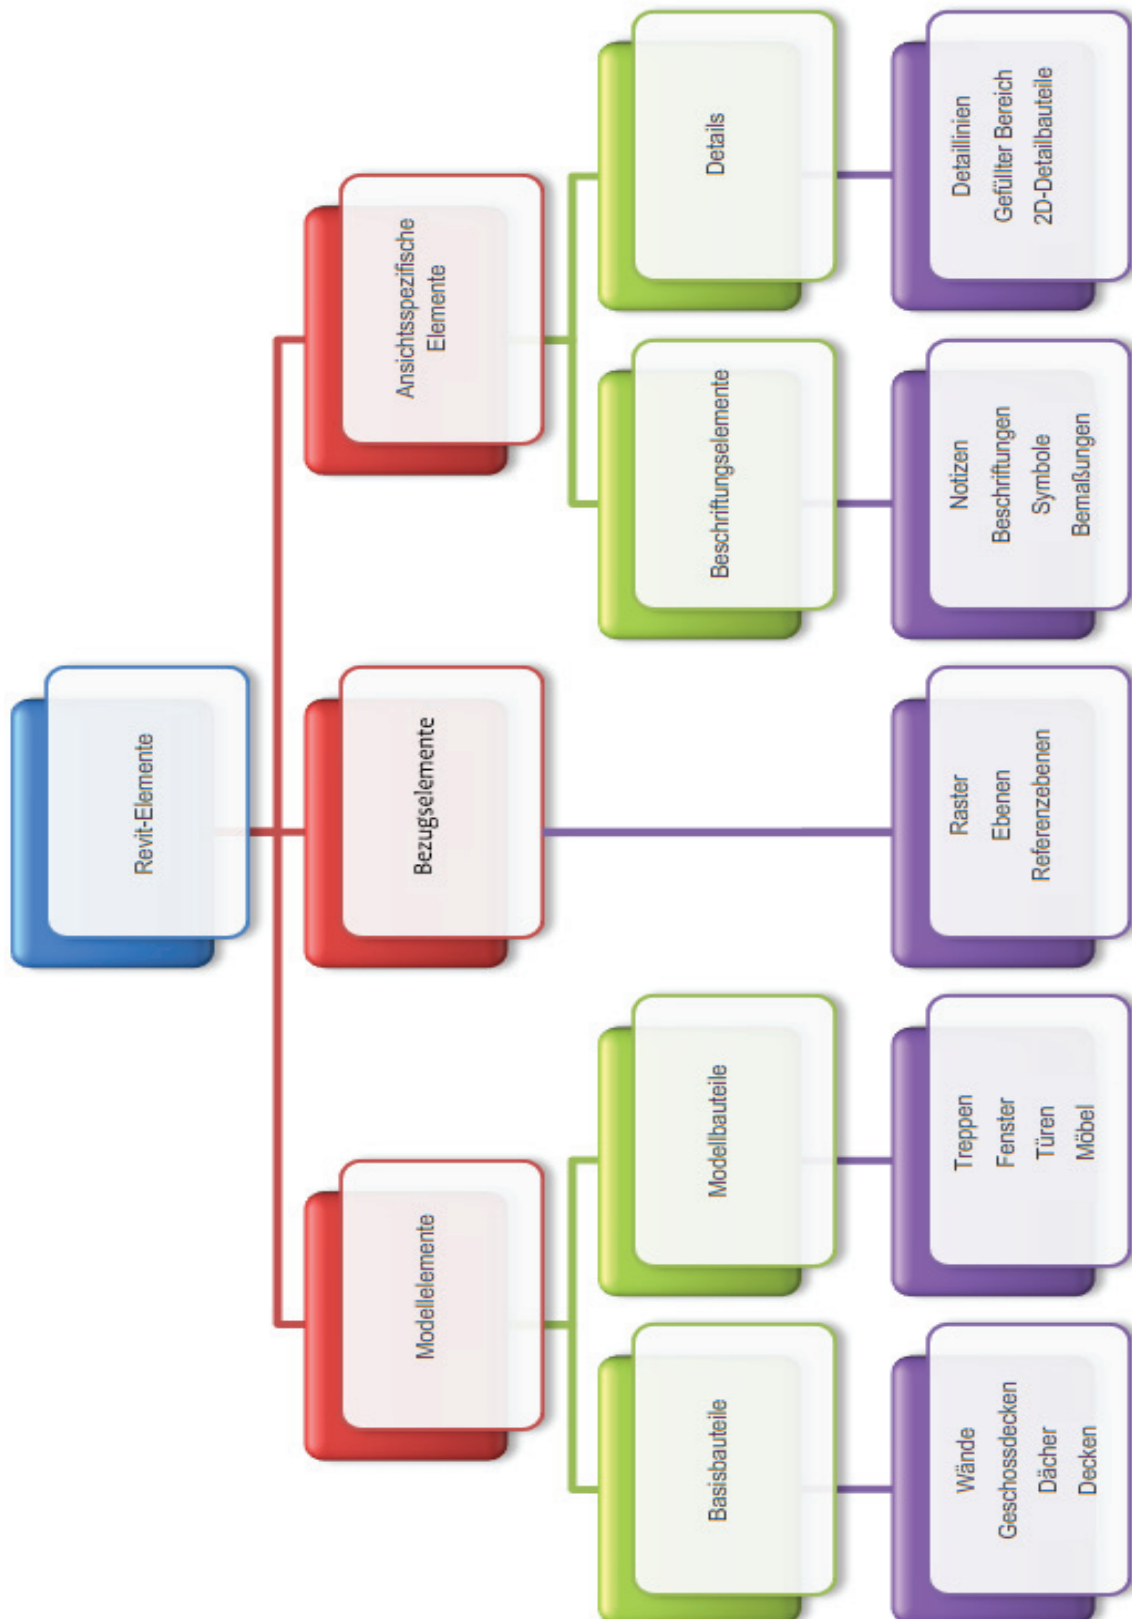 Revit-Elemente
Modellelemente
Bezugselemente
Ansichtsspezifische
Elemente
Basisbauteile
Modellbauteile
Beschriftungselemente
Details
Wände
Geschossdecken
Dächer
Decken
Treppen
Fenster
Türen
Möbel
Raster
Ebenen
Referenzebenen
Notizen
Beschriftungen
Symbole
Bemaßungen
Detaillinien
Gefüllter Bereich
2D-Detailbauteile